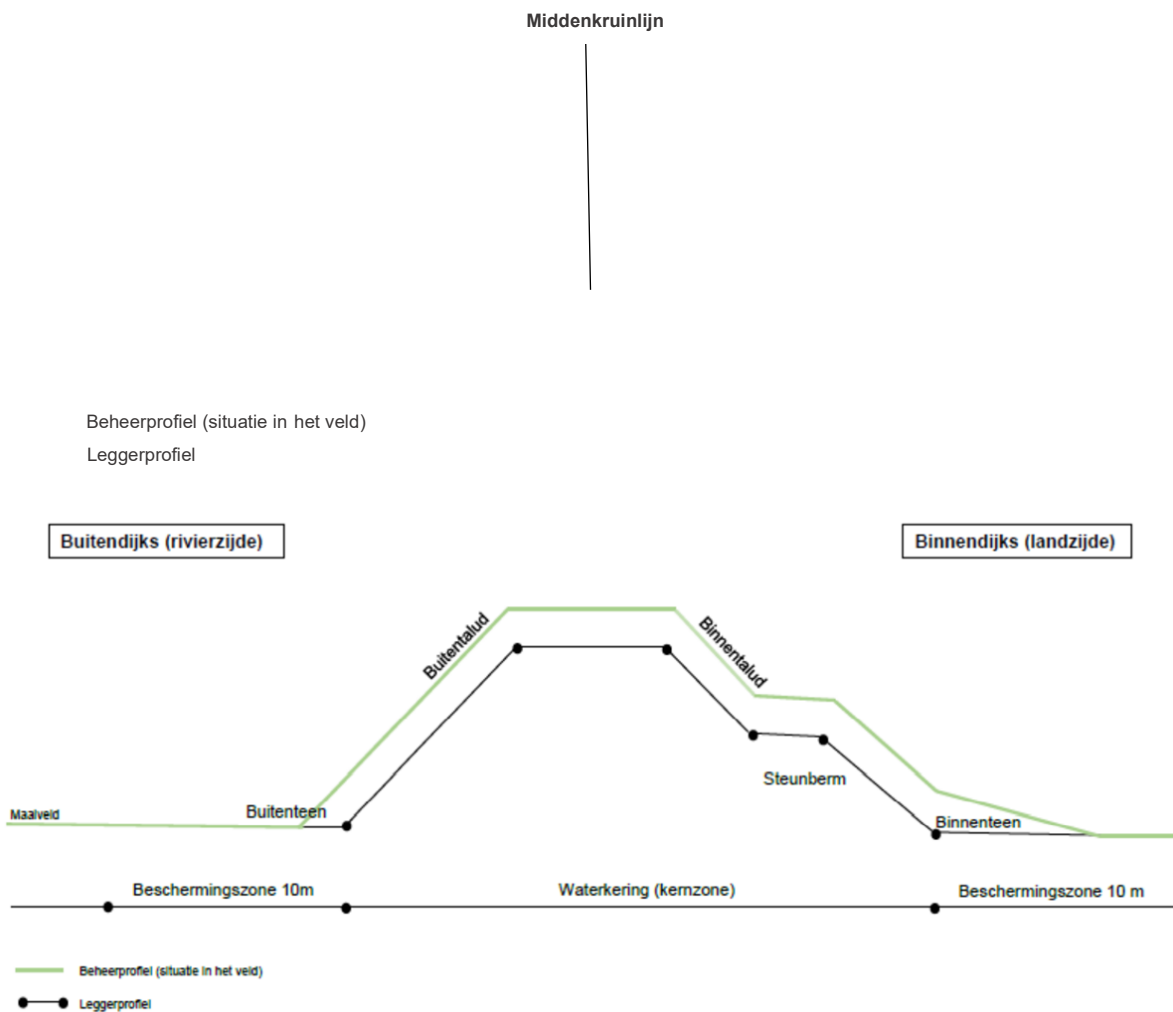 Middenkruinlijn
Beheerprofiel (situatie in het veld)
Leggerprofiel
Buitendijks (rivierzijde)
Binnendijks (landzijde)
Buitentalud
Binnentalud
Steunberm
Maaiveld
Buitenteen
Binnenteen
Beschermingszone 10m
Waterkering (kernzone)
Beschermingszone 10 m
Beheerprofiel (situatie in het veld)
Leggerprofiel